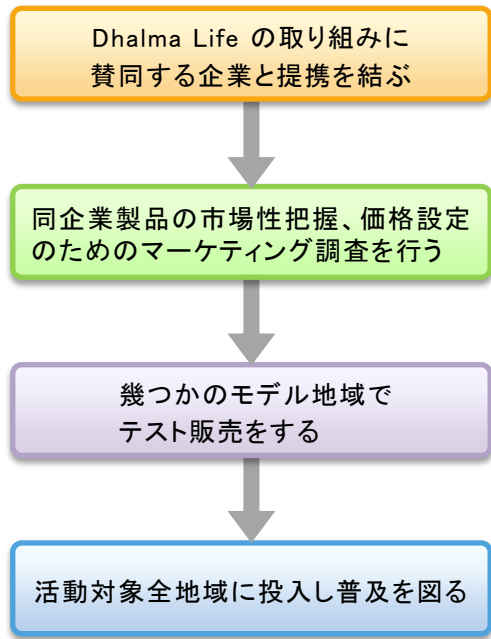 Dhalma Life の取り組みに
賛同する企業と提携を結ぶ
同企業製品の市場性把握、価格設定
のためのマーケティング調査を行う
幾つかのモデル地域で
テスト販売をする
活動対象全地域に投入し普及を図る